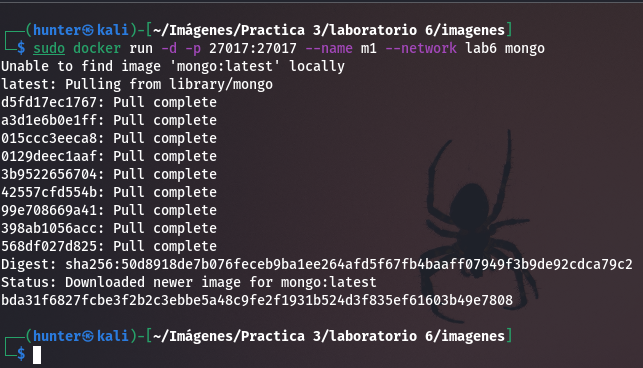 ┌──(hunter㉿kali)-[~/Imágenes/Practica 3/laboratorio 6/imagenes]
└─$ sudo docker run -d -p 27017:27017 --name m1 --network lab6 mongo
Unable to find image 'mongo:latest' locally
latest: Pulling from library/mongo
d5fd17ec1767: Pull complete
a3d1e6b0e1ff: Pull complete
015ccc3eeca8: Pull complete
0129deec1aaf: Pull complete
3b9522656704: Pull complete
42557cfd554b: Pull complete
99e708669a41: Pull complete
398ab1056acc: Pull complete
568df027d825: Pull complete
Digest: sha256:50d8918de7b076feceb9ba1ee264afd5f67fb4baaff07949f3b9de92cdca79c2
Status: Downloaded newer image for mongo:latest
bda31f6827fcbe3f2b2c3ebbe5a48c9fe2f1931b524d3f835ef61603b49e7808
┌──(hunter㉿kali)-[~/Imágenes/Practica 3/laboratorio 6/imagenes]
└─$